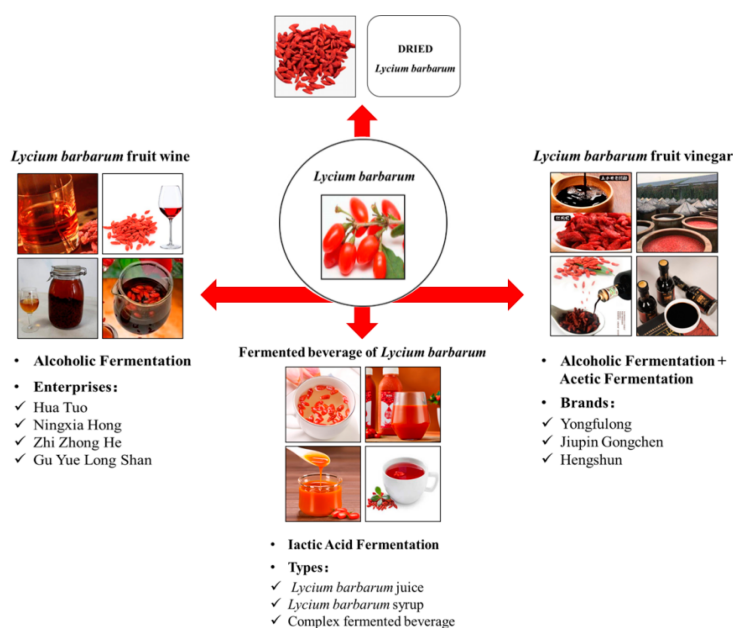 DRIED
Lycium barbarum
Lycium barbarum fruit wine
Lycium barbarum
Lycium barbarum fruit vinegar
• Alcoholic Fermentation
• Enterprises：
✓ Hua Tuo
✓ Ningxia Hong
✓ Zhi Zhong He
✓ Gu Yue Long Shan
Fermented beverage of Lycium barbarum
• Iactic Acid Fermentation
• Types：
✓ Lycium barbarum juice
✓ Lycium barbarum syrup
✓ Complex fermented beverage
• Alcoholic Fermentation +
Acetic Fermentation
• Brands：
✓ Yongfulong
✓ Jiupin Gongchen
✓ Hengshun